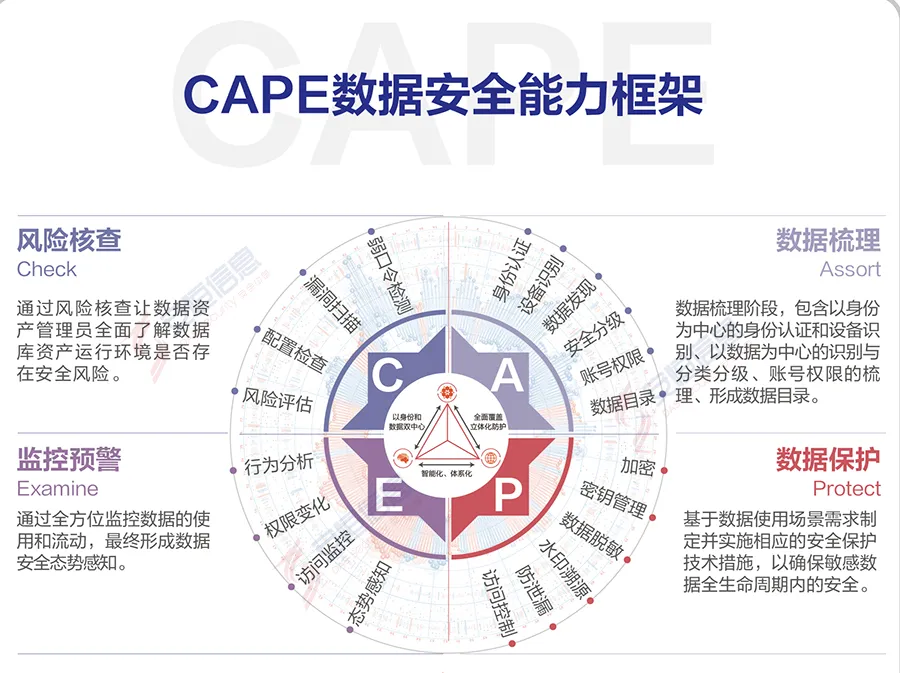 CAPE
CAPE数据安全能力框架
风险核查
Check
通过风险核查让数据资
产管理员全面了解数据
库资产运行环境是否存
在安全风险。
数据梳理
Assort
数据梳理阶段,包含以身份
为中心的身份认证和设备识
别、以数据为中心的识别与
分类分级、账号权限的梳
理、形成数据目录。
弱口令检测
漏洞扫描
配置检查
风险评估
身份认证
设备识别
数据发现
安全分级
账号权限
数据目录
C
A
以身份和
数据双中心
全面覆盖
立体化防护
智能化、体系化
E
P
监控预警
Examine
通过全方位监控数据的使
用和流动,最终形成数据
安全态势感知。
行为分析
权限变化
访问监控
态势感知
加密
密钥管理
数据脱敏
水印溯源
防泄漏
访问控制
数据保护
Protect
基于数据使用场景需求制
定并实施相应的安全保护
技术措施,以确保敏感数
据全生命周期内的安全。